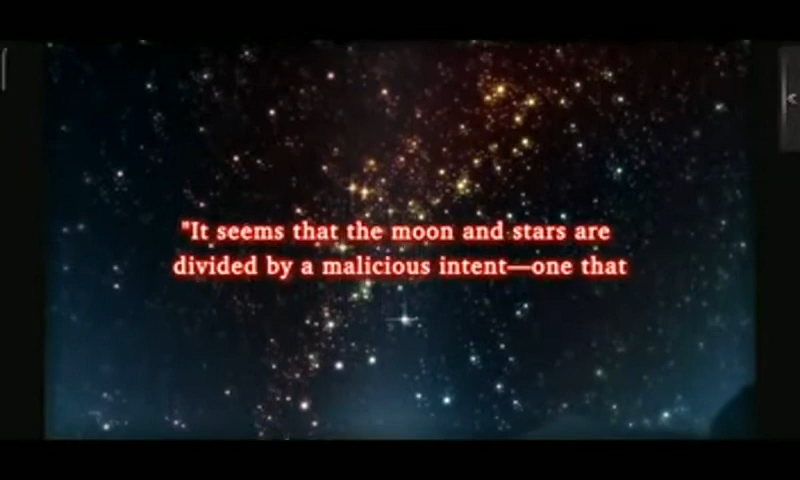 "It seems that the moon and stars are
divided by a malicious intent—one that